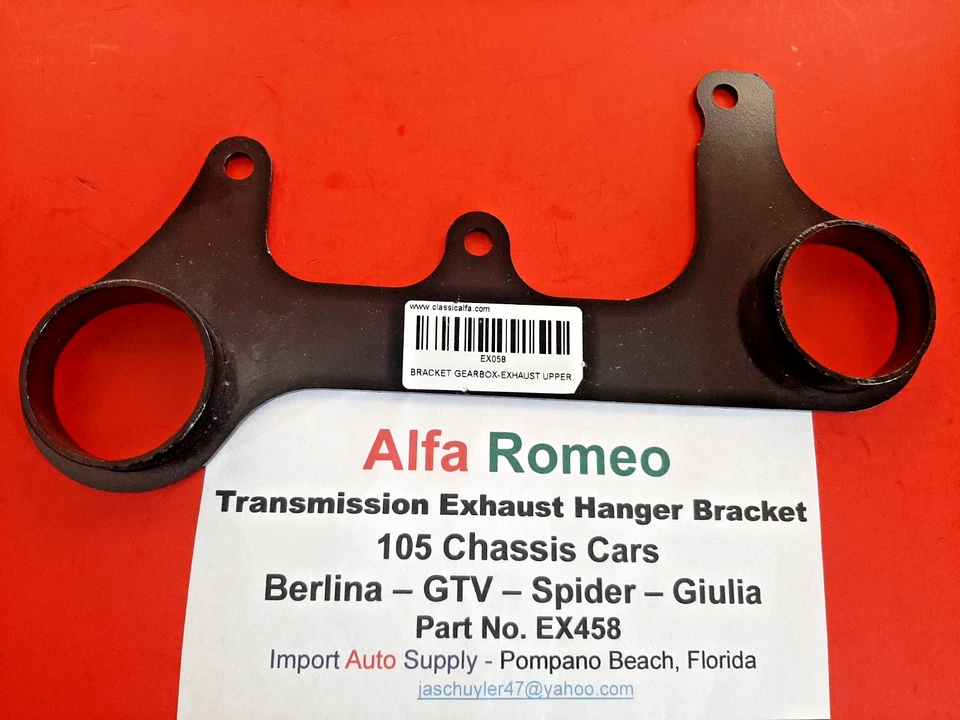 www.classicalfa.com
EX058
BRACKET GEARBOX-EXHAUST UPPER
Alfa Romeo
Transmission Exhaust Hanger Bracket
105 Chassis Cars
Berlina – GTV – Spider – Giulia
Part No. EX458
Import Auto Supply - Pompano Beach, Florida
jaschuyler47@yahoo.com